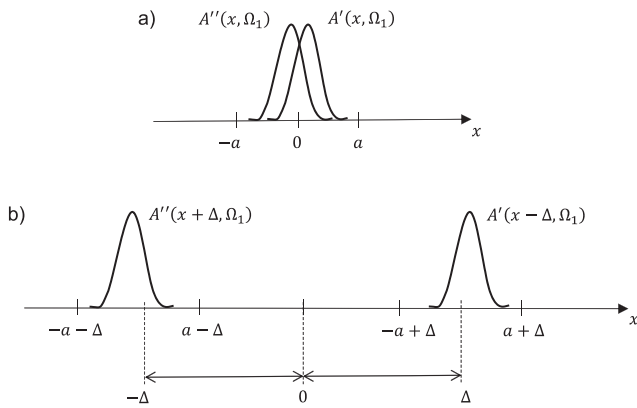 a)
A''(x, Ω₁) A'(x, Ω₁)
−a 0 a x
b)
A''(x + Δ, Ω₁) A'(x − Δ, Ω₁)
−a − Δ a − Δ −a + Δ a + Δ x
−Δ 0 Δ